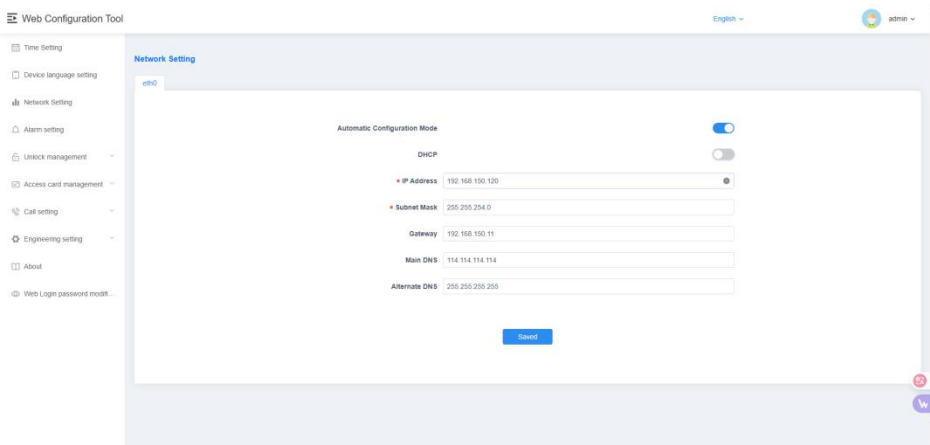 Web Configuration Tool
English
admin
Time Setting
Device language setting
Network Setting
Alarm setting
Unlock management
Access card management
Call setting
Engineering setting
About
Web Login password modifi...
Network Setting
eth0
Automatic Configuration Mode
DHCP
* IP Address 192.168.150.120
* Subnet Mask 255.255.254.0
Gateway 192.168.150.11
Main DNS 114.114.114.114
Alternate DNS 255.255.255.255
Saved